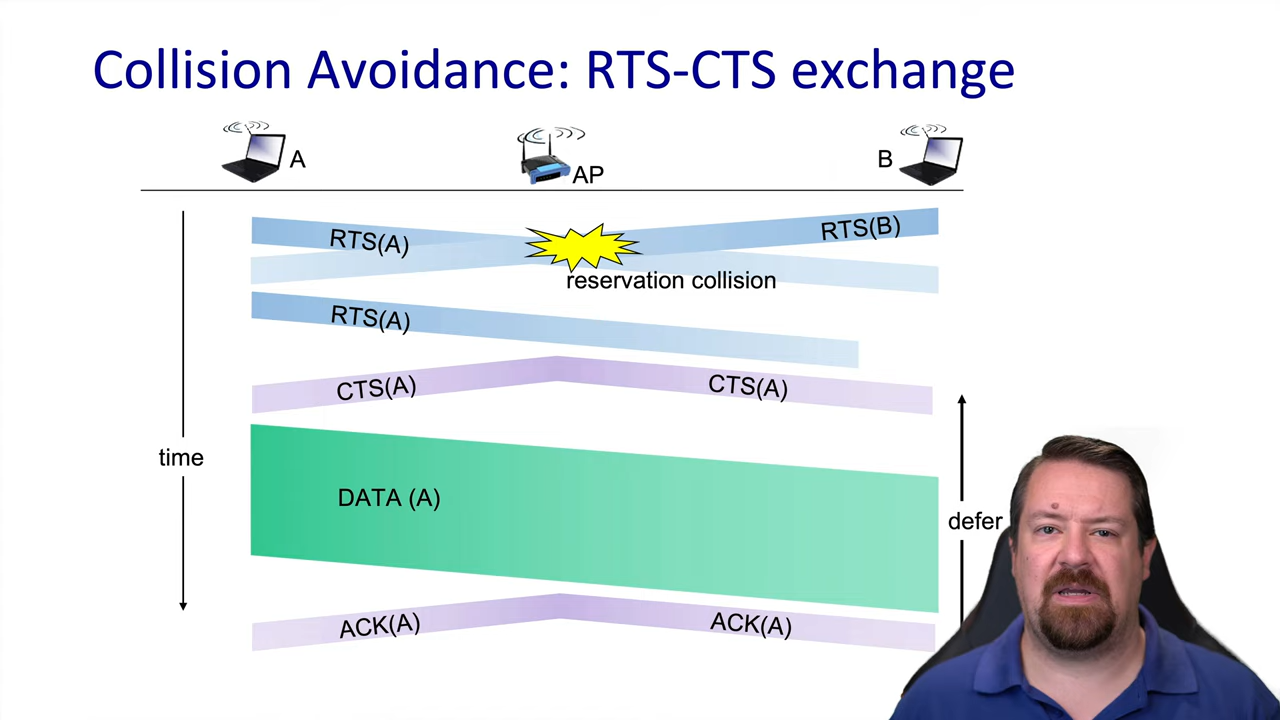 Collision Avoidance: RTS-CTS exchange
A
AP
B
RTS(A)
RTS(B)
reservation collision
RTS(A)
CTS(A)
CTS(A)
time
DATA (A)
defer
ACK(A)
ACK(A)